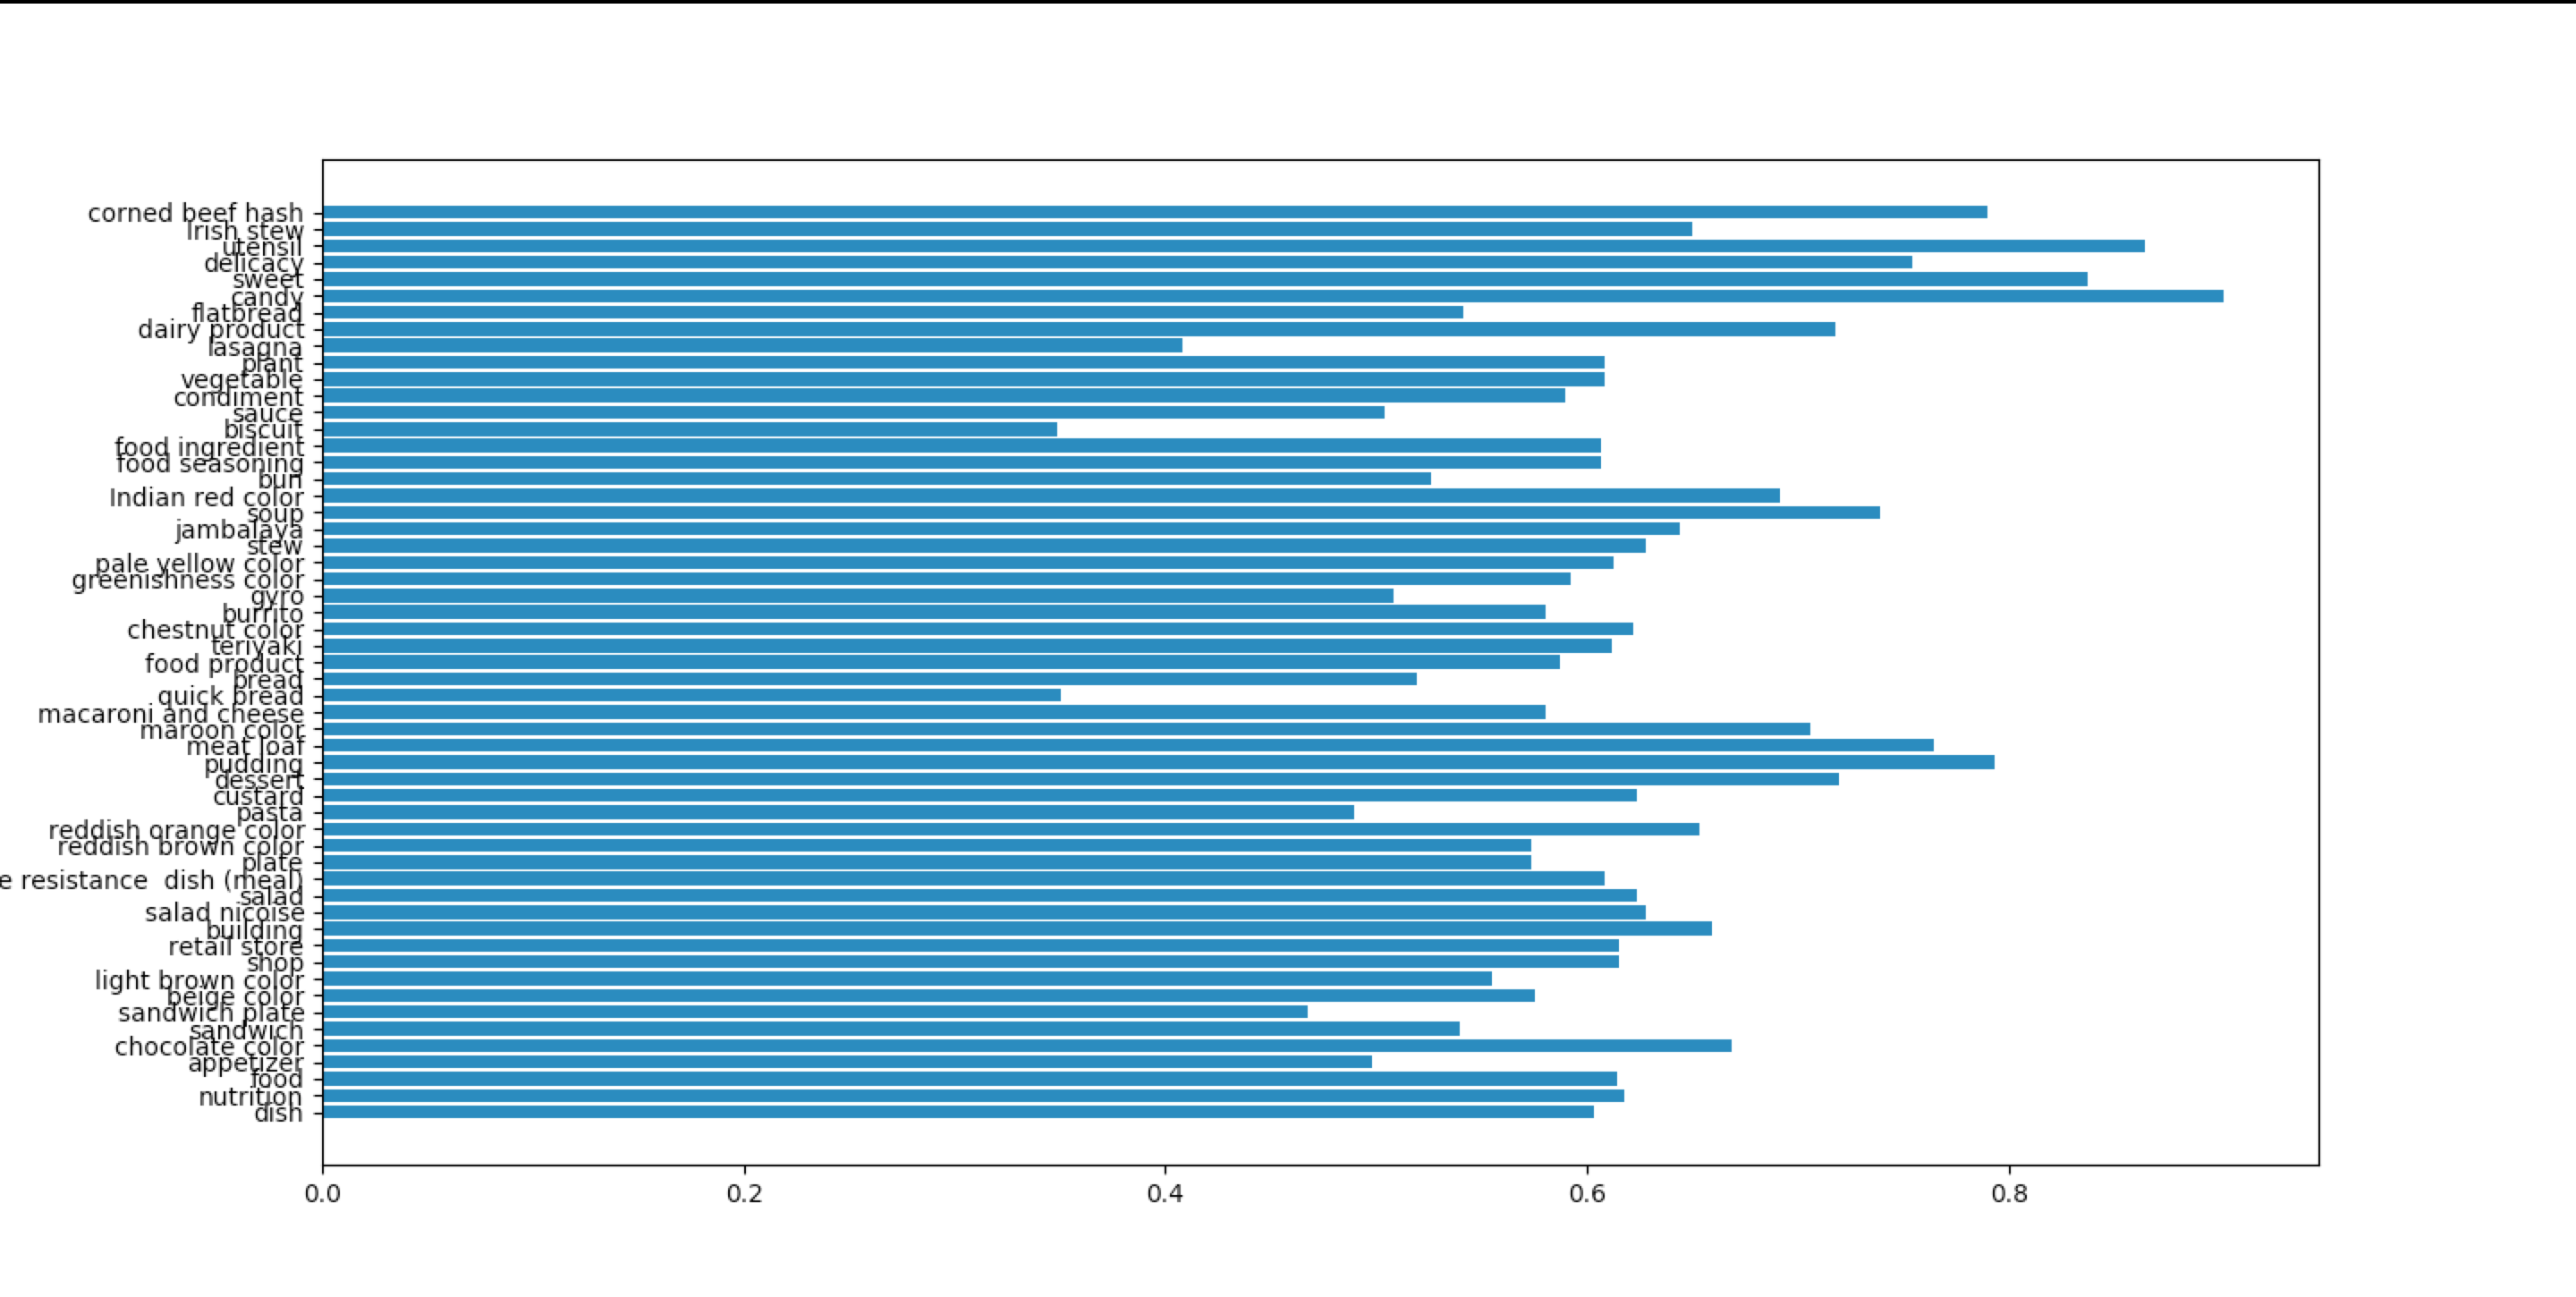 corned beef hash
Irish stew
utensil
delicacy
sweet
candy
flatbread
dairy product
lasagna
plant
vegetable
condiment
sauce
biscuit
food ingredient
food seasoning
bun
Indian red color
soup
jambalaya
stew
pale yellow color
greenishness color
gyro
burrito
chestnut color
teriyaki
food product
bread
quick bread
macaroni and cheese
maroon color
meat loaf
pudding
dessert
custard
pasta
reddish orange color
reddish brown color
plate
e resistance  dish (meal)
salad
salad nicoise
building
retail store
shop
light brown color
beige color
sandwich plate
sandwich
chocolate color
appetizer
food
nutrition
dish
0.0 0.2 0.4 0.6 0.8